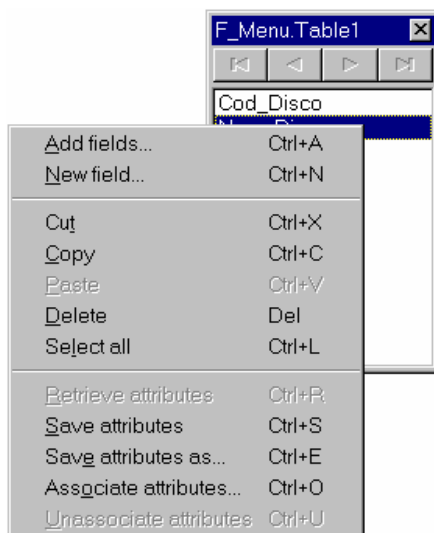 F_Menu.Table1
Cod_Disco
Add fields... Ctrl+A
New field... Ctrl+N
Cut Ctrl+X
Copy Ctrl+C
Paste Ctrl+V
Delete Del
Select all Ctrl+L
Retrieve attributes Ctrl+R
Save attributes Ctrl+S
Save attributes as... Ctrl+E
Associate attributes... Ctrl+O
Unassociate attributes Ctrl+U